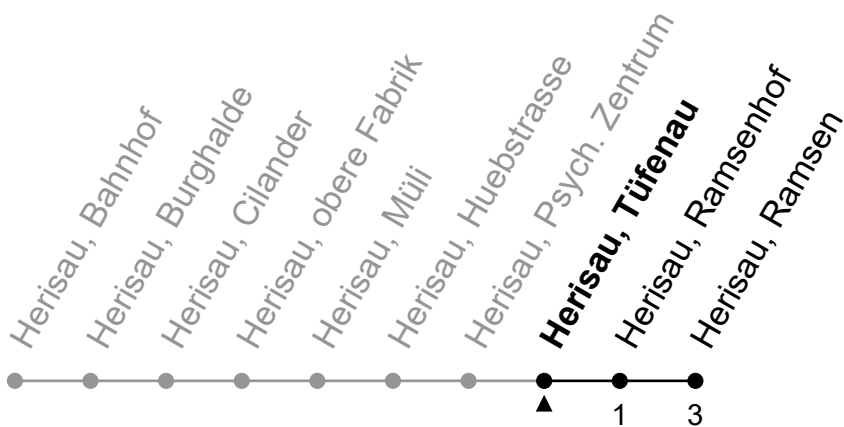 Herisau, Bahnhof
Herisau, Burghalde
Herisau, Cilander
Herisau, obere Fabrik
Herisau, Müli
Herisau, Huebstrasse
Herisau, Psych. Zentrum
Herisau, Tüfenau
Herisau, Ramsenhof
Herisau, Ramsen
1
3